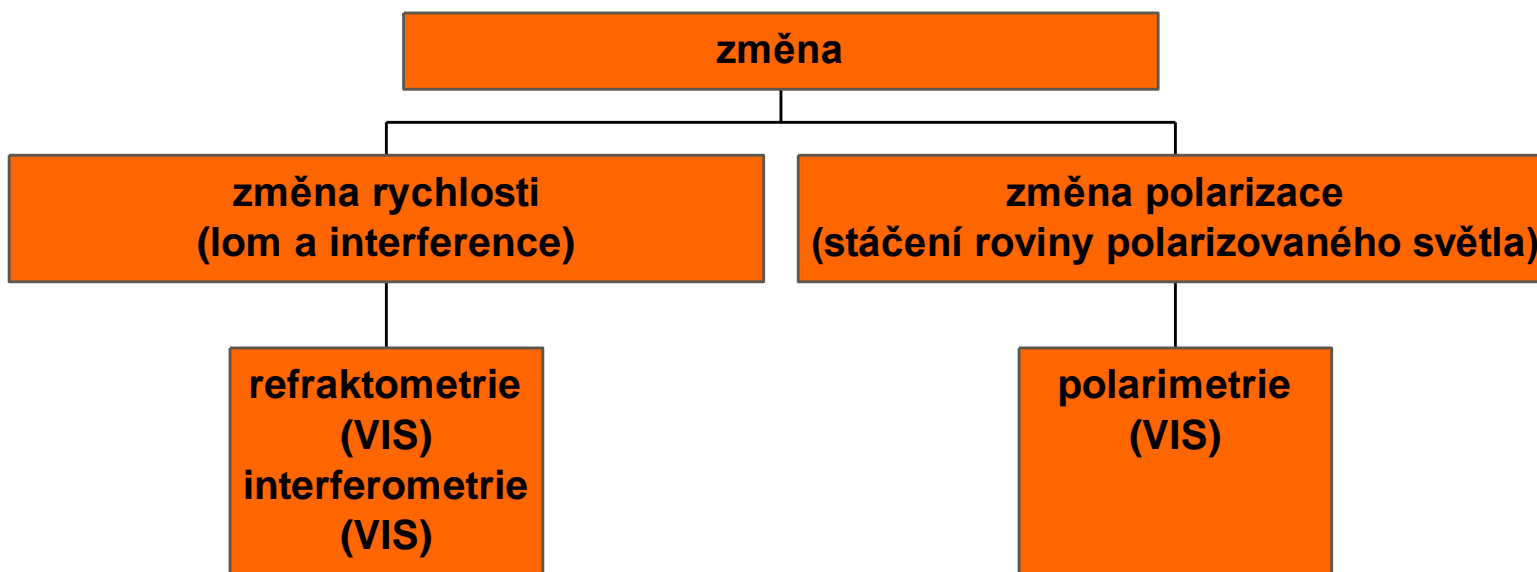 změna
změna rychlosti
(lom a interference)
změna polarizace
(stáčení roviny polarizovaného světla)
refraktometrie
(VIS)
interferometrie
(VIS)
polarimetrie
(VIS)